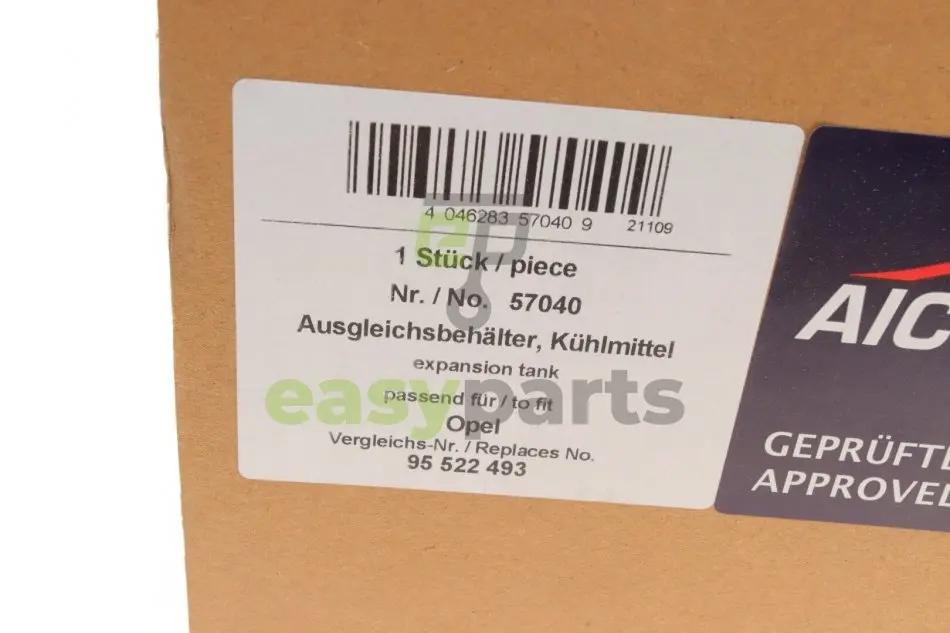 4 046283 57040 9 21109
1 Stück / piece
Nr. / No. 57040
Ausgleichsbehälter, Kühlmittel
expansion tank
easyparts
passend für / to fit
Opel
Vergleichs-Nr. / Replaces No.
95 522 493
AIC
GEPRÜFT
APPROVED